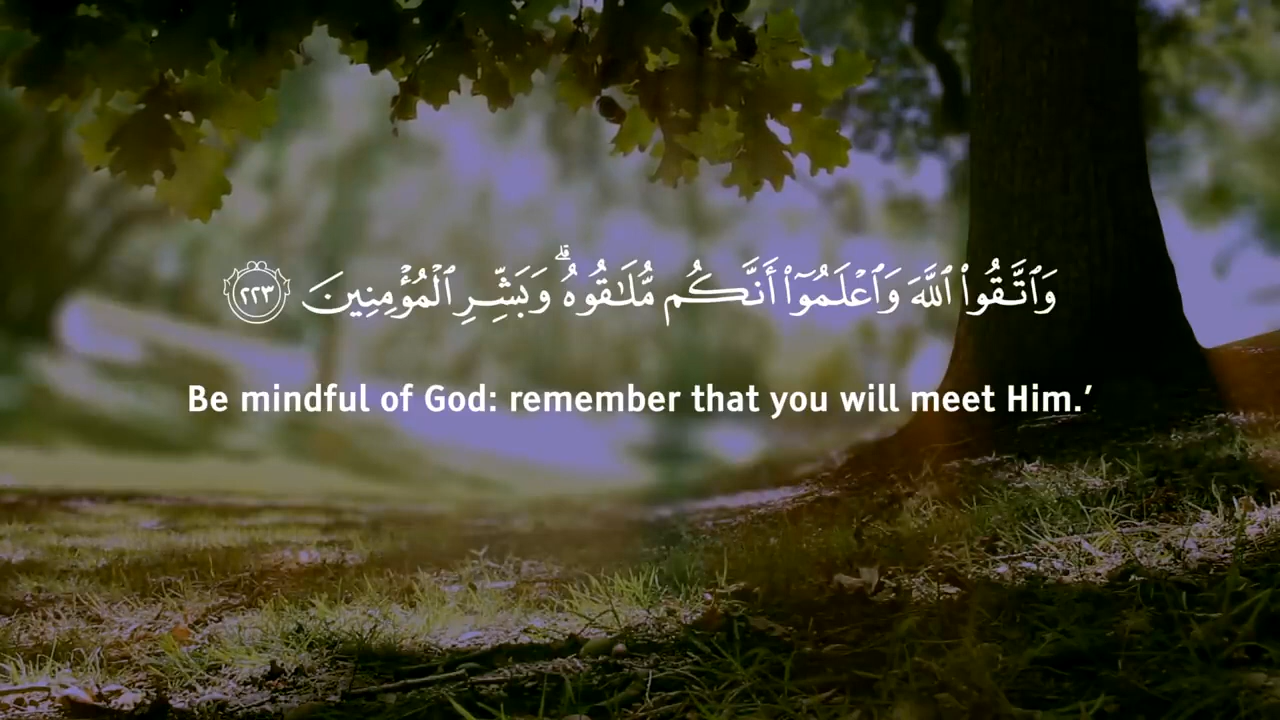 وَٱتَّقُوا۟ ٱللَّهَ وَٱعْلَمُوٓا۟ أَنَّكُم مُّلَـٰقُوهُ ۗ وَبَشِّرِ ٱلْمُؤْمِنِينَ ٢٢٣
Be mindful of God: remember that you will meet Him.’